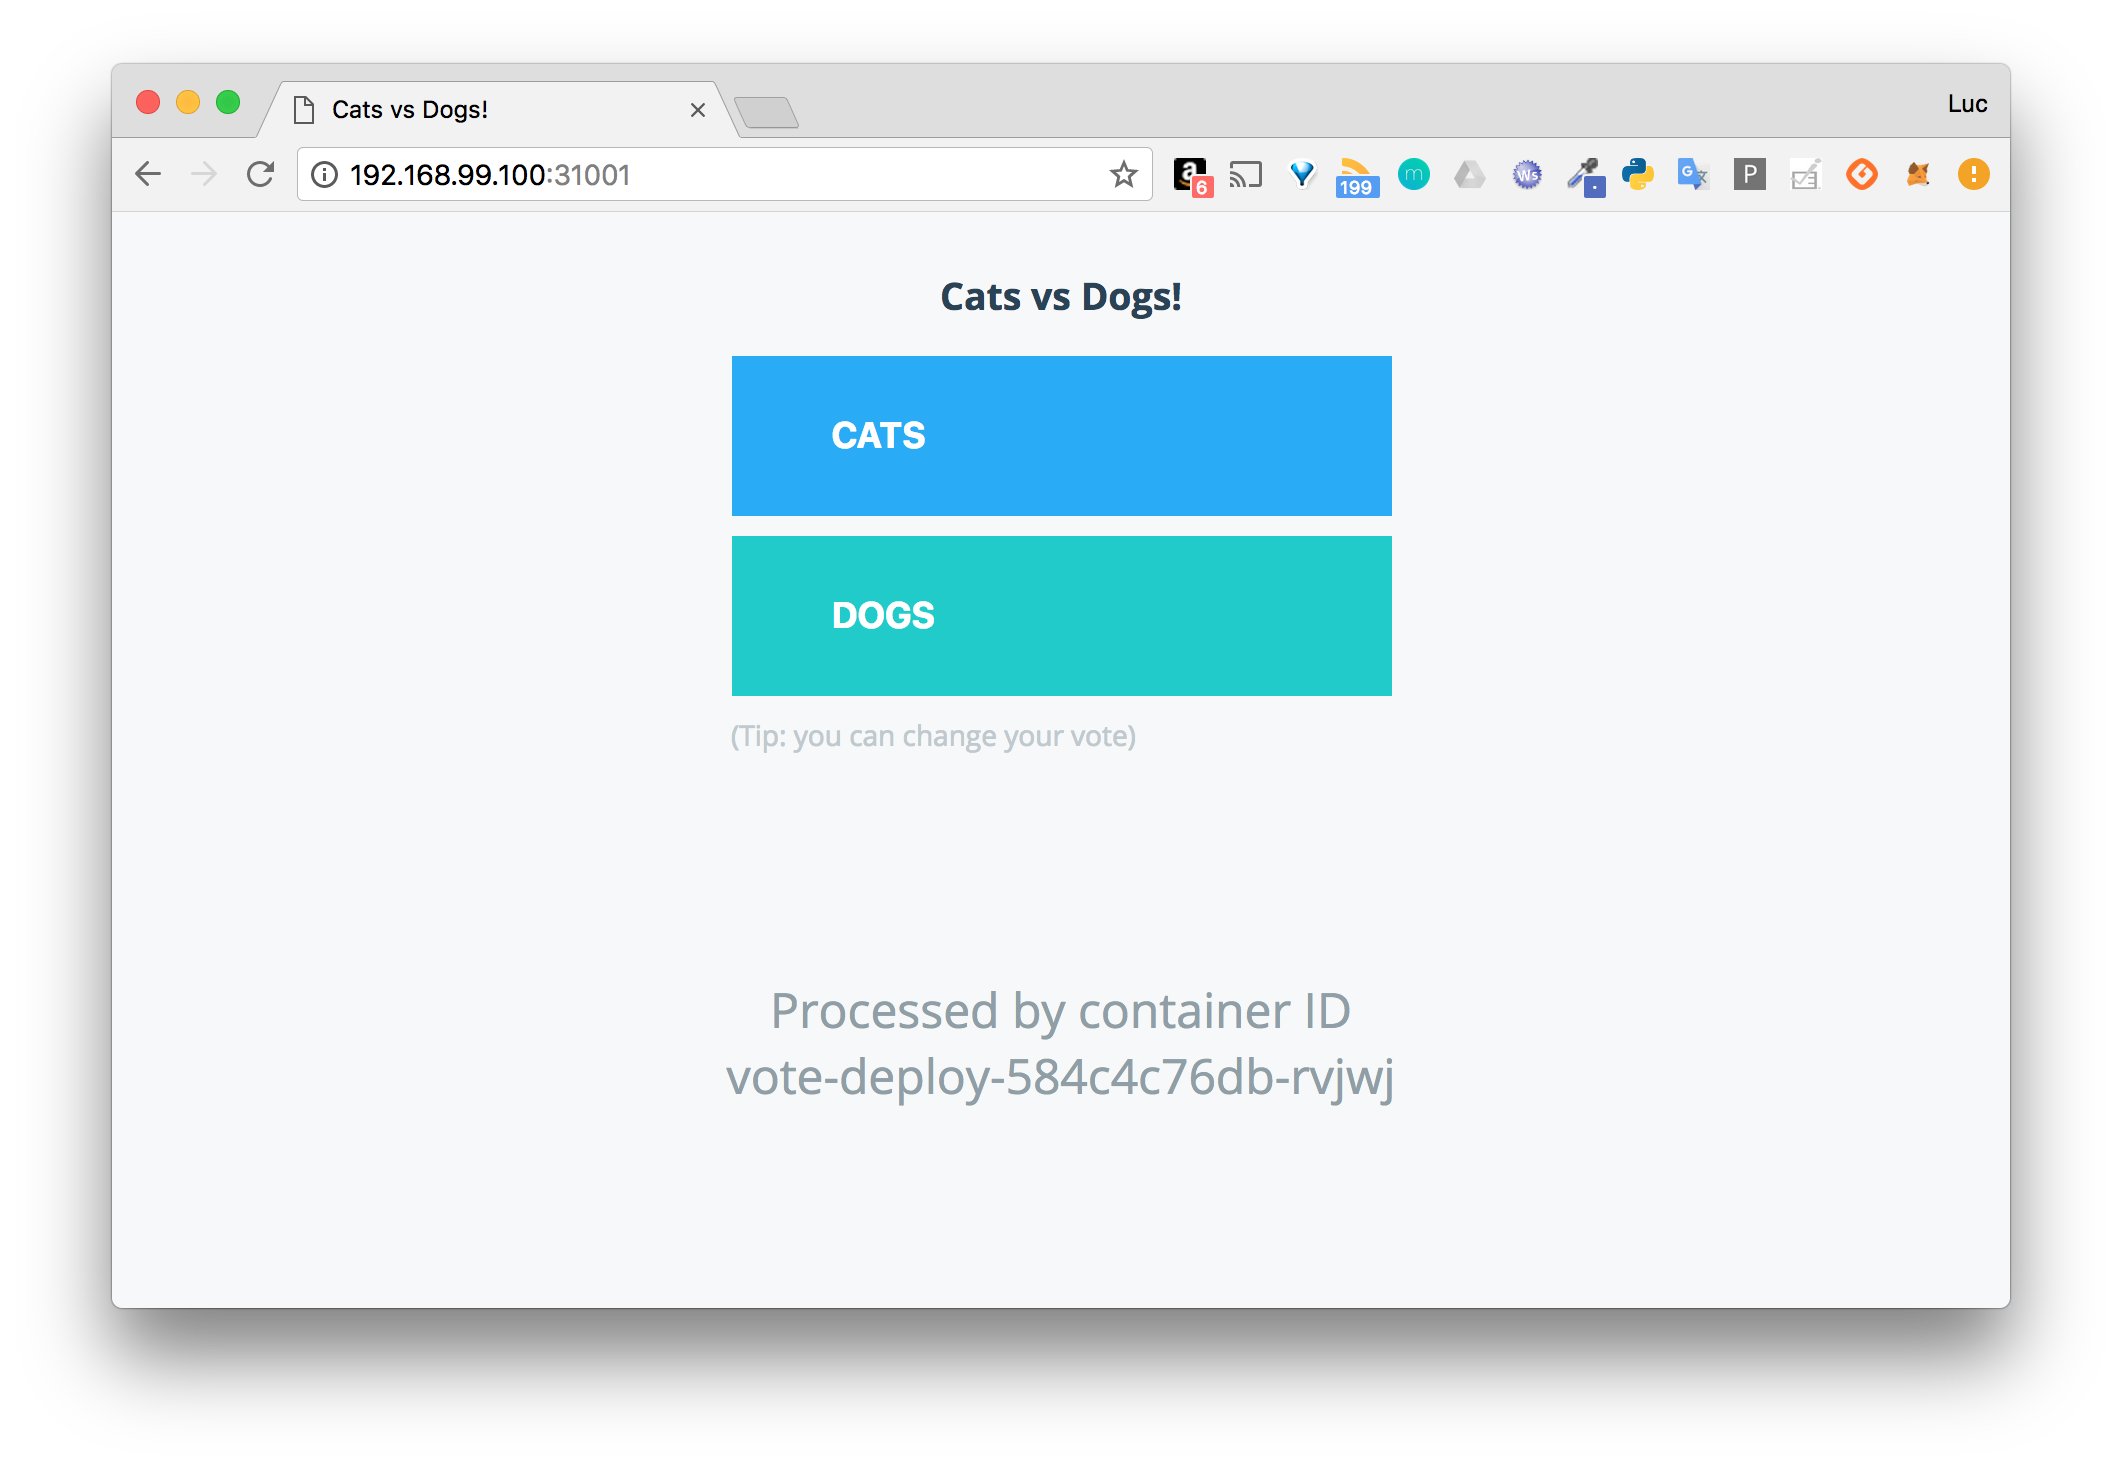 Cats vs Dogs!
Luc
192.168.99.100:31001
a 6
199
m
Ws
G
P
Cats vs Dogs!
CATS
DOGS
(Tip: you can change your vote)
Processed by container ID
vote-deploy-584c4c76db-rvjwj